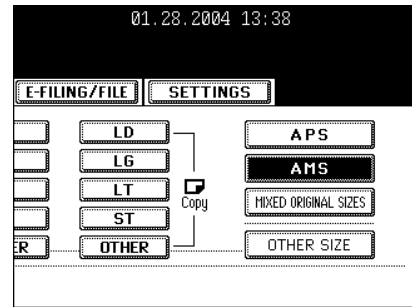 01.28.2004 13:38
E-FILING/FILE SETTINGS
LD APS
LG AMS
LT Copy MIXED ORIGINAL SIZES
ST
ER OTHER OTHER SIZE